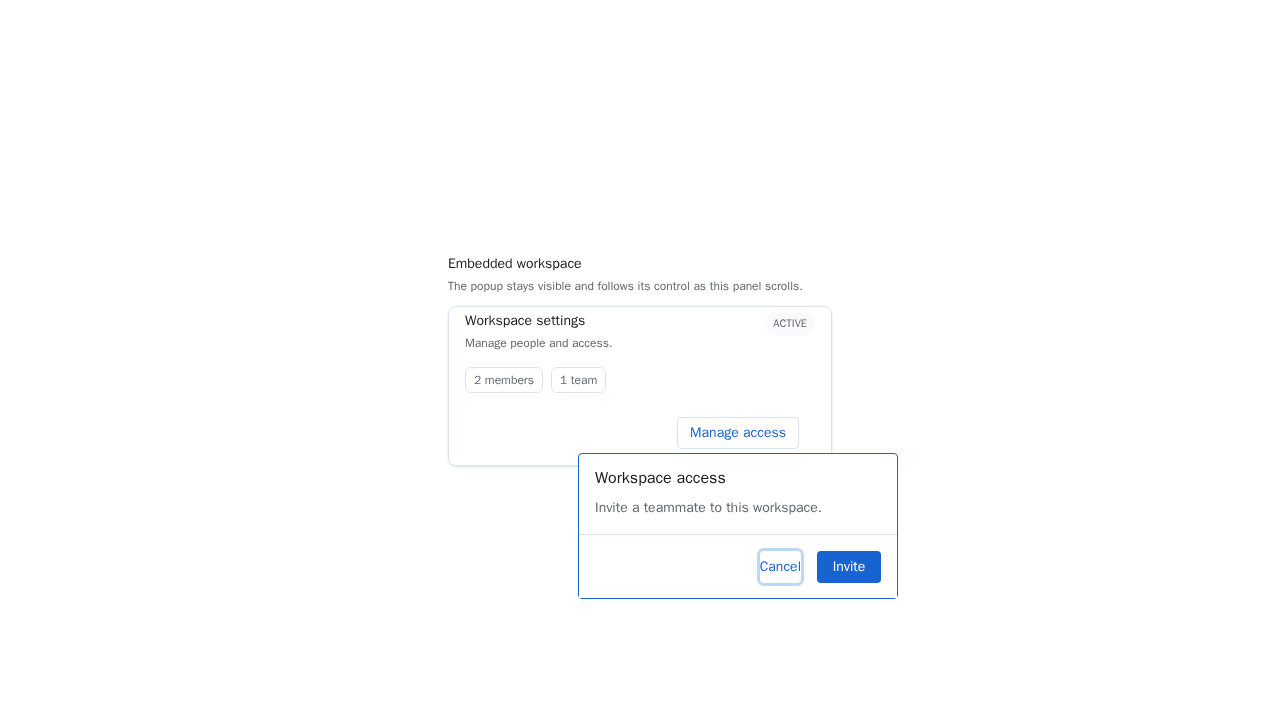 Embedded workspace
The popup stays visible and follows its control as this panel scrolls.
Workspace settings
ACTIVE
Manage people and access.
2 members
1 team
Manage access
Workspace access
Invite a teammate to this workspace.
Cancel
Invite